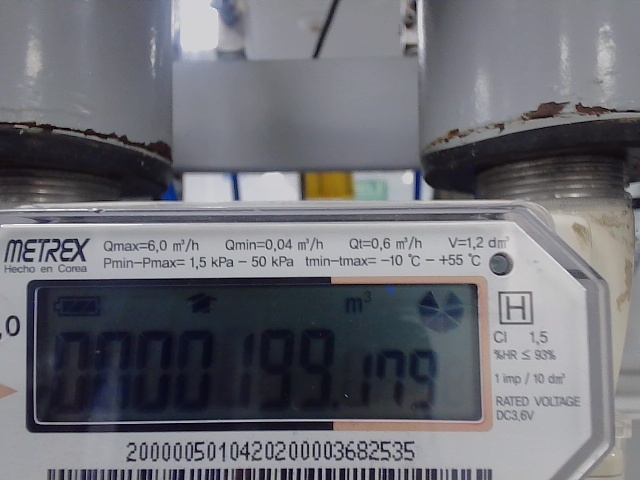 METREX
Hecho en Corea
Qmax=6,0 m³/h Qmin=0,04 m³/h Qt=0,6 m³/h V=1,2 dm³
Pmin-Pmax= 1,5 kPa - 50 kPa tmin-tmax= -10 °C - +55 °C
,0
m³
0000199.179
H
Cl 1,5
%HR ≤ 93%
1 imp / 10 dm³
RATED VOLTAGE
DC3,6V
20000050104202000003682535